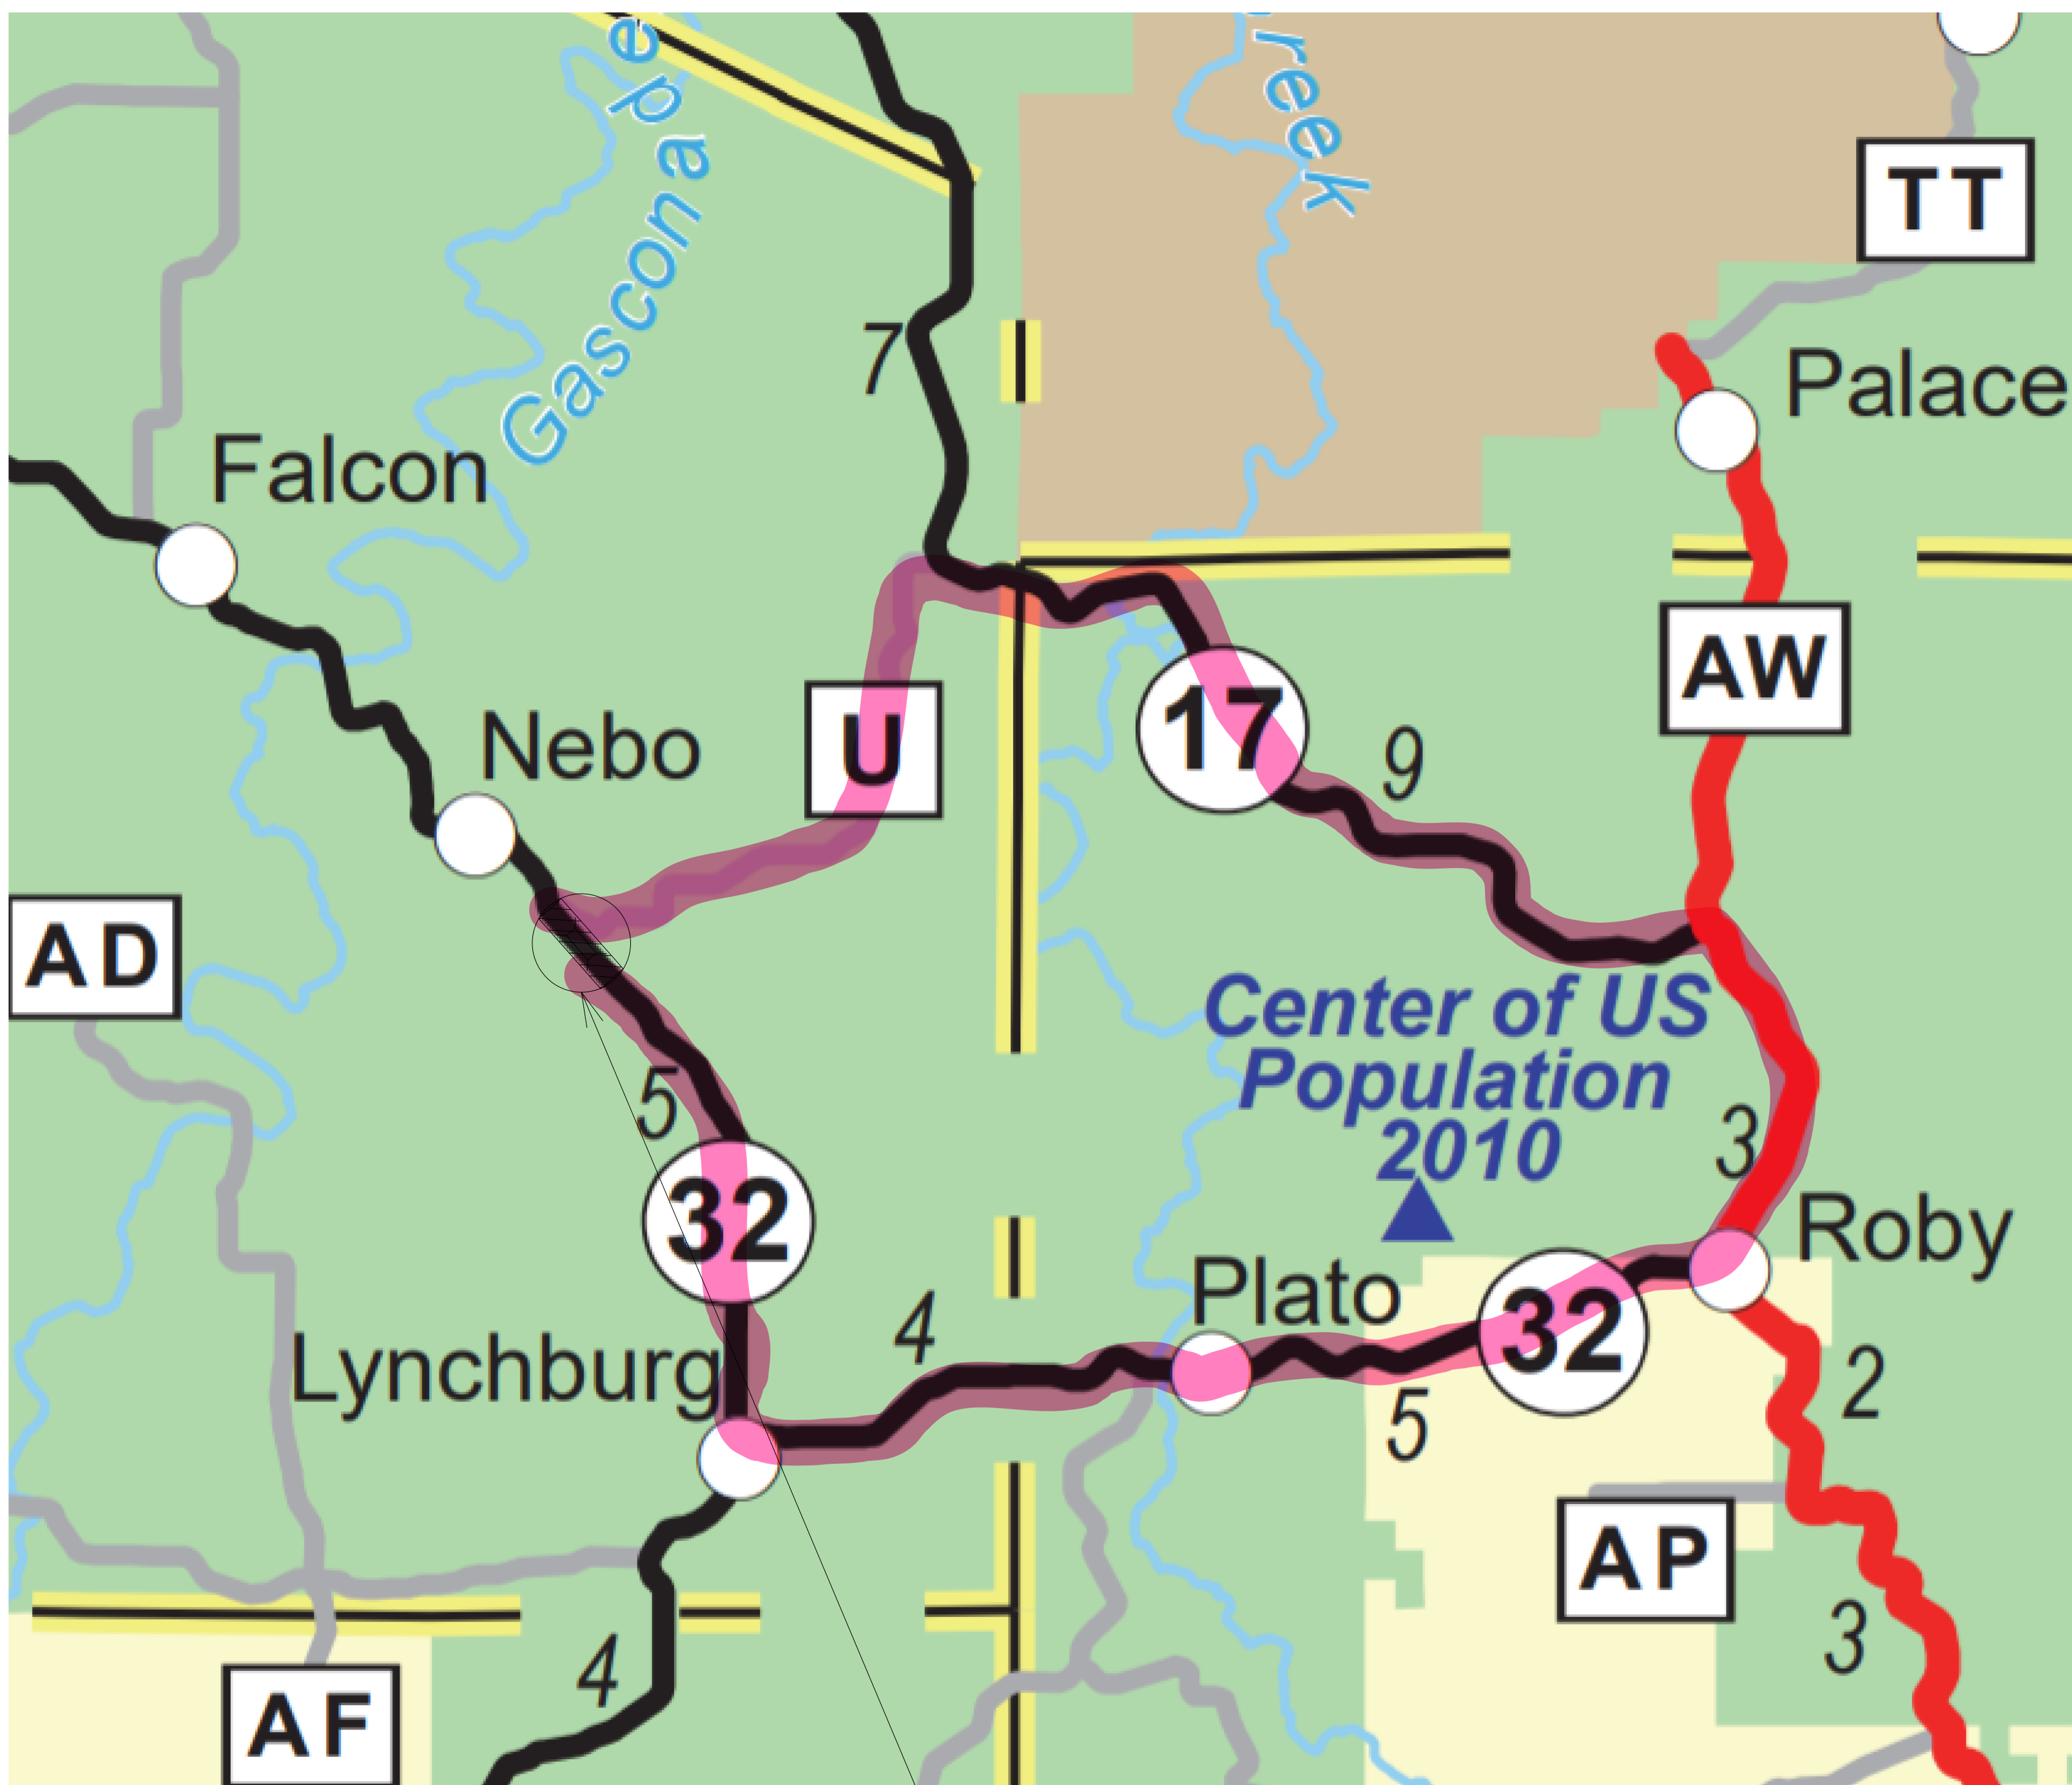 Gasconade
reek
TT
7
Palace
Falcon
AW
Nebo
U
17
9
AD
Center of US
Population
2010
5
3
32
Roby
Plato
4
32
Lynchburg
2
5
AP
3
4
AF